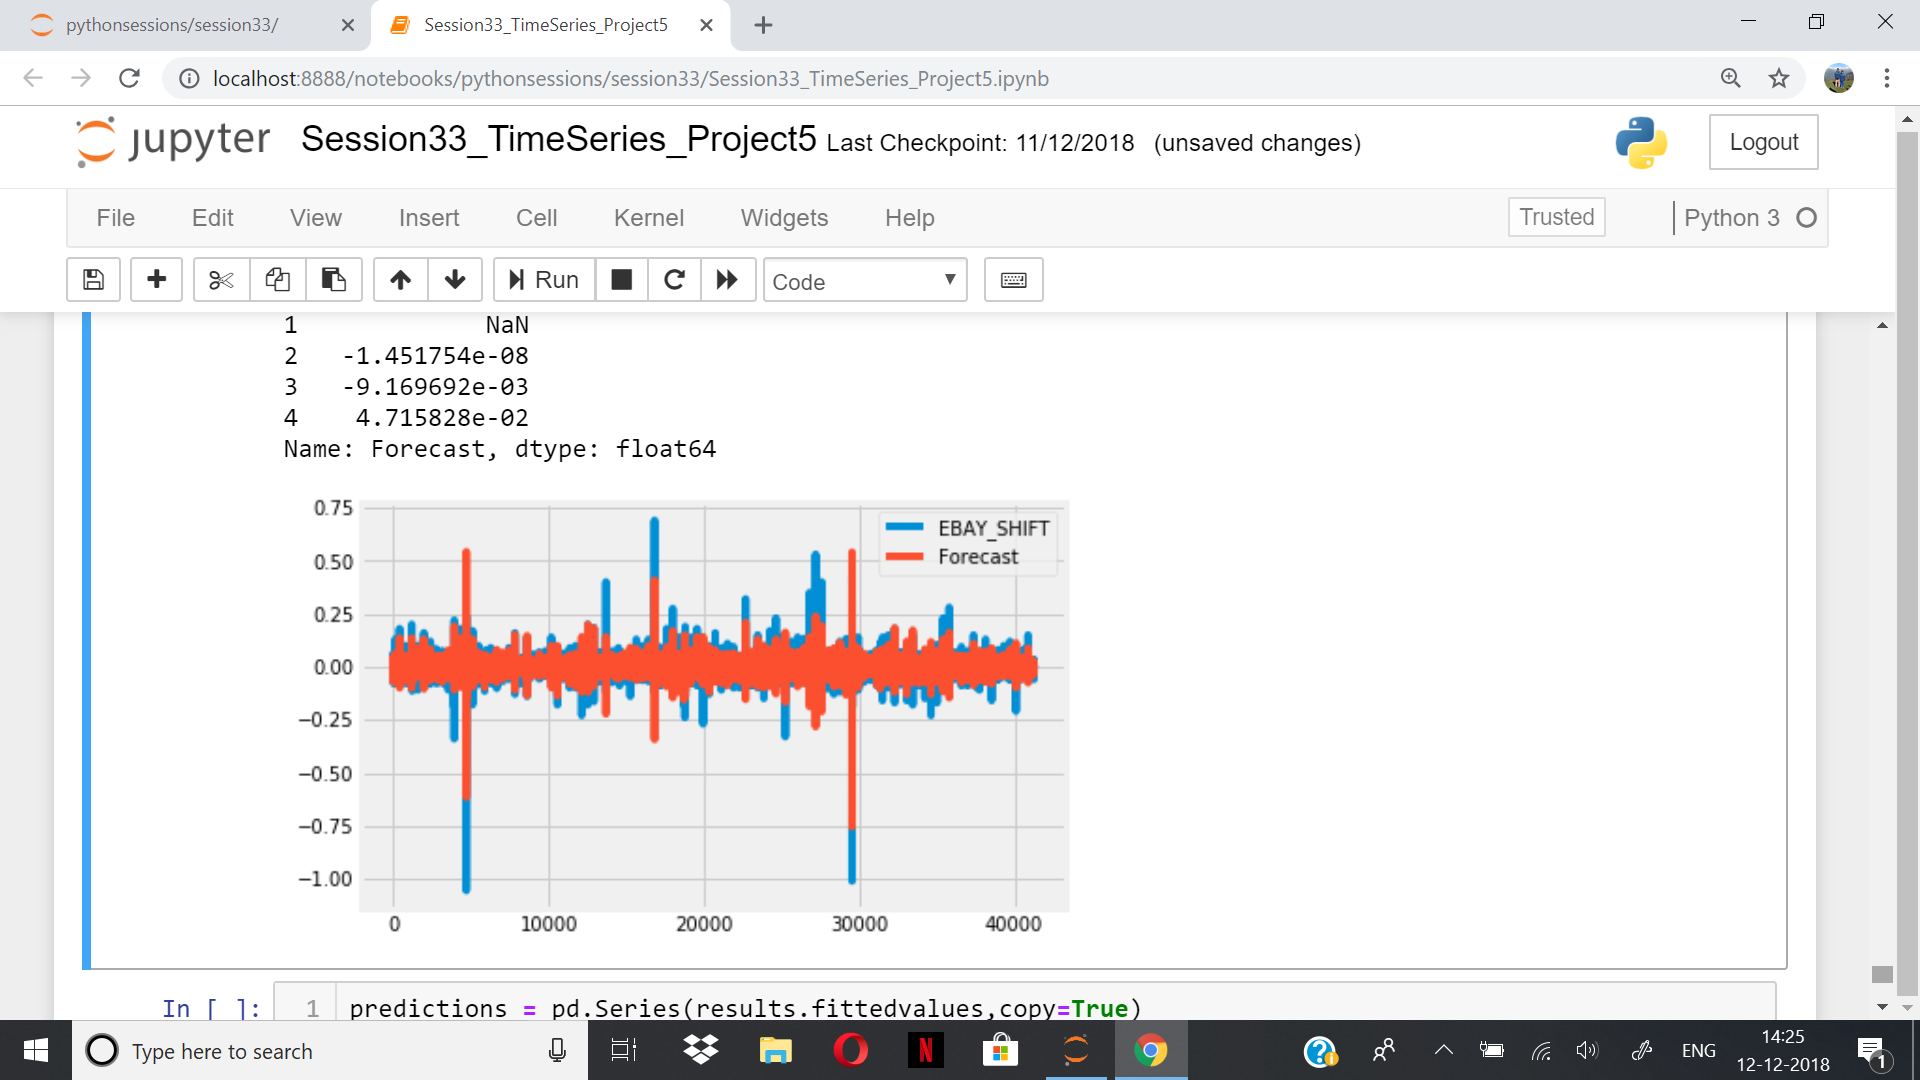 pythonsessions/session33/
Session33_TimeSeries_Project5
localhost:8888/notebooks/pythonsessions/session33/Session33_TimeSeries_Project5.ipynb
jupyter Session33_TimeSeries_Project5 Last Checkpoint: 11/12/2018 (unsaved changes)
Logout
File Edit View Insert Cell Kernel Widgets Help
Trusted
Python 3
Run
Code
1 NaN
2 -1.451754e-08
3 -9.169692e-03
4 4.715828e-02
Name: Forecast, dtype: float64
0.75
0.50
0.25
0.00
−0.25
−0.50
−0.75
−1.00
EBAY_SHIFT
Forecast
0 10000 20000 30000 40000
In [ ]: 1 predictions = pd.Series(results.fittedvalues,copy=True)
Type here to search
N
ENG
14:25
12-12-2018
1